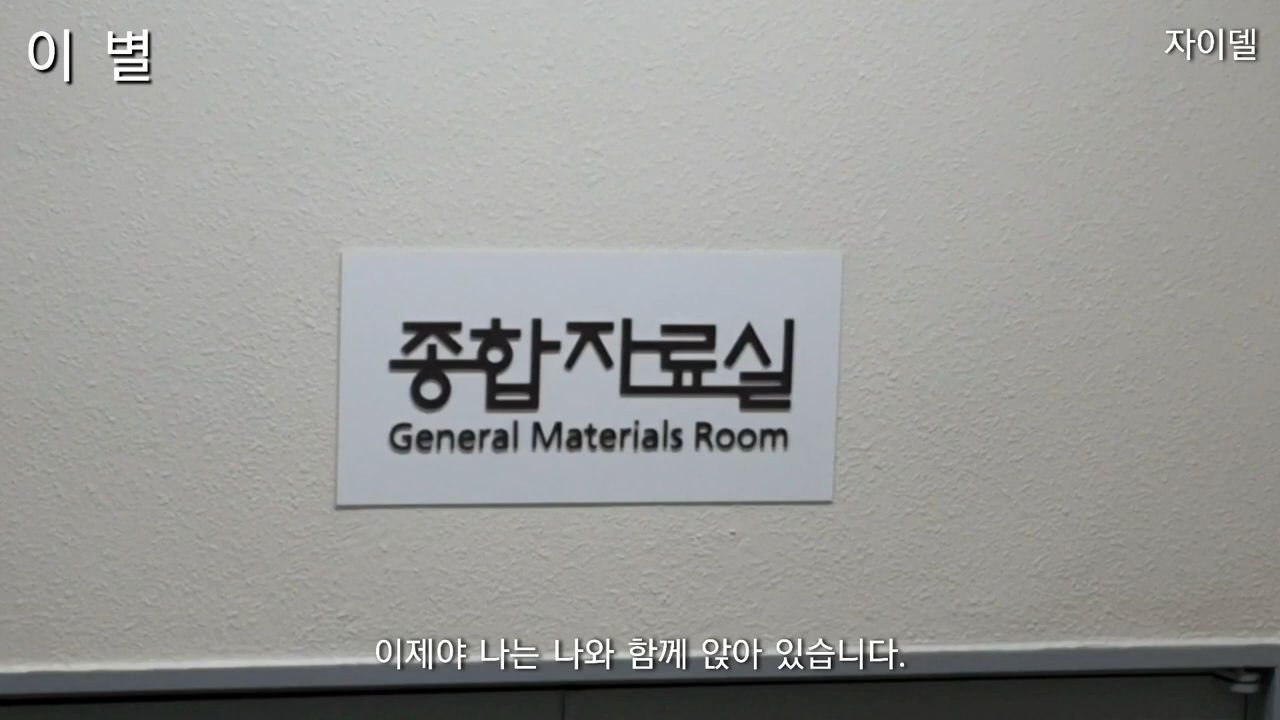 이 별
자이델
종합자료실
General Materials Room
이제야 나는 나와 함께 앉아 있습니다.